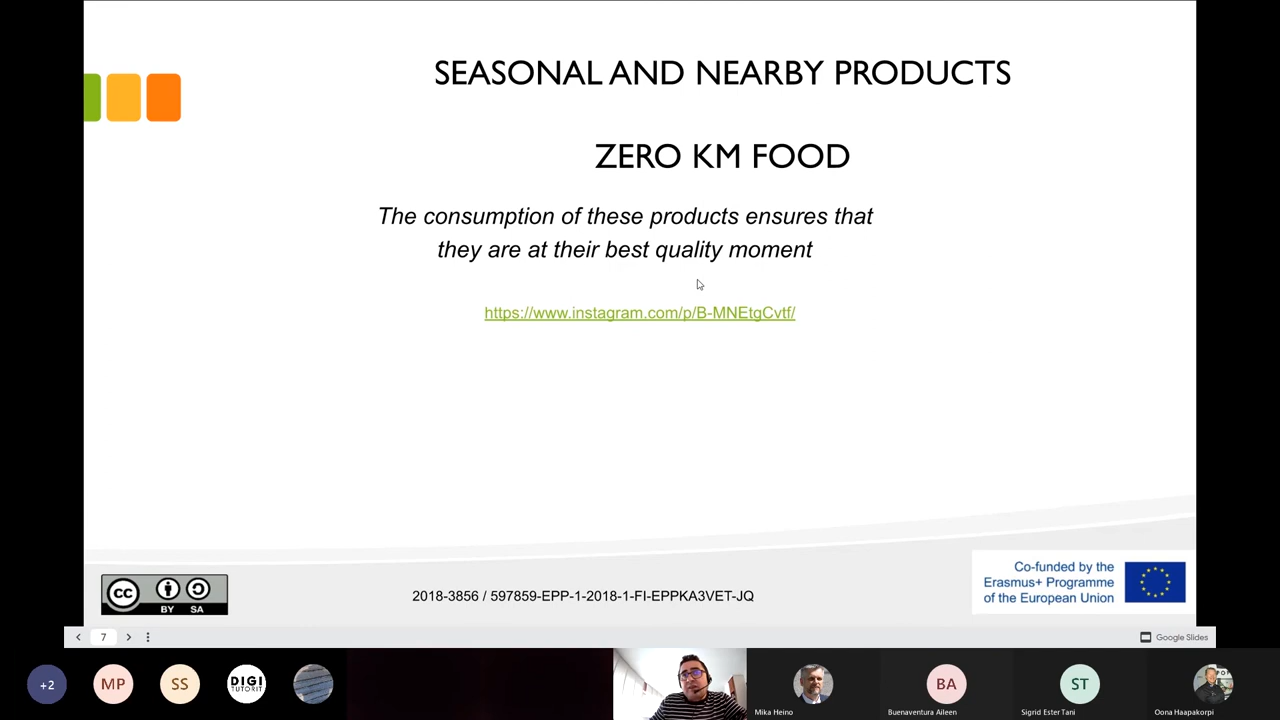 SEASONAL AND NEARBY PRODUCTS
ZERO KM FOOD
The consumption of these products ensures that
they are at their best quality moment
https://www.instagram.com/p/B-MNEtgCvtf/
cc
BY SA
2018-3856 / 597859-EPP-1-2018-1-FI-EPPKA3VET-JQ
Co-funded by the
Erasmus+ Programme
of the European Union
7
Google Slides
+2
MP
SS
DIGI
TUTORIT
BA
ST
Mika Heino
Buenaventura Aileen
Sigrid Ester Tani
Oona Haapakorpi